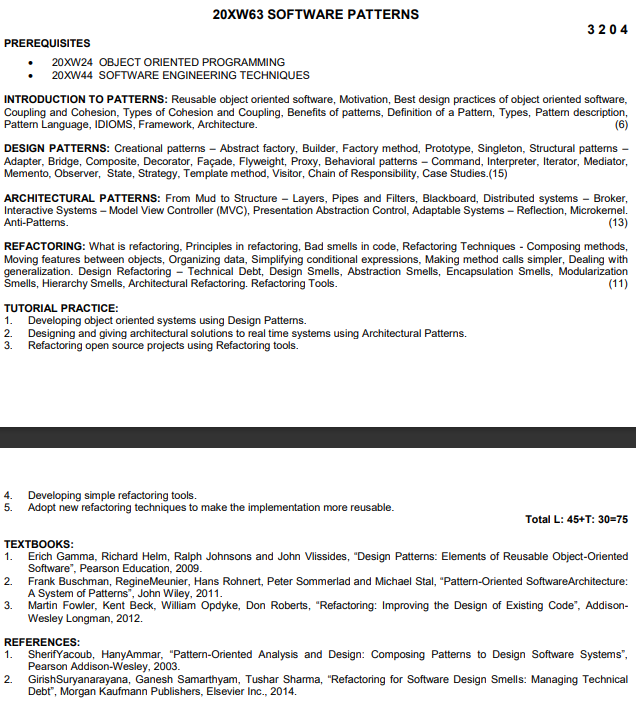 20XW63 SOFTWARE PATTERNS
3 2 0 4
PREREQUISITES
• 20XW24 OBJECT ORIENTED PROGRAMMING
• 20XW44 SOFTWARE ENGINEERING TECHNIQUES
INTRODUCTION TO PATTERNS: Reusable object oriented software, Motivation, Best design practices of object oriented software,
Coupling and Cohesion, Types of Cohesion and Coupling, Benefits of patterns, Definition of a Pattern, Types, Pattern description,
Pattern Language, IDIOMS, Framework, Architecture. (6)
DESIGN PATTERNS: Creational patterns – Abstract factory, Builder, Factory method, Prototype, Singleton, Structural patterns –
Adapter, Bridge, Composite, Decorator, Façade, Flyweight, Proxy, Behavioral patterns – Command, Interpreter, Iterator, Mediator,
Memento, Observer, State, Strategy, Template method, Visitor, Chain of Responsibility, Case Studies.(15)
ARCHITECTURAL PATTERNS: From Mud to Structure – Layers, Pipes and Filters, Blackboard, Distributed systems – Broker,
Interactive Systems – Model View Controller (MVC), Presentation Abstraction Control, Adaptable Systems – Reflection, Microkernel.
Anti-Patterns. (13)
REFACTORING: What is refactoring, Principles in refactoring, Bad smells in code, Refactoring Techniques - Composing methods,
Moving features between objects, Organizing data, Simplifying conditional expressions, Making method calls simpler, Dealing with
generalization. Design Refactoring – Technical Debt, Design Smells, Abstraction Smells, Encapsulation Smells, Modularization
Smells, Hierarchy Smells, Architectural Refactoring. Refactoring Tools. (11)
TUTORIAL PRACTICE:
1. Developing object oriented systems using Design Patterns.
2. Designing and giving architectural solutions to real time systems using Architectural Patterns.
3. Refactoring open source projects using Refactoring tools.
4. Developing simple refactoring tools.
5. Adopt new refactoring techniques to make the implementation more reusable.
Total L: 45+T: 30=75
TEXTBOOKS:
1. Erich Gamma, Richard Helm, Ralph Johnsons and John Vlissides, “Design Patterns: Elements of Reusable Object-Oriented
Software”, Pearson Education, 2009.
2. Frank Buschman, RegineMeunier, Hans Rohnert, Peter Sommerlad and Michael Stal, “Pattern-Oriented SoftwareArchitecture:
A System of Patterns”, John Wiley, 2011.
3. Martin Fowler, Kent Beck, William Opdyke, Don Roberts, “Refactoring: Improving the Design of Existing Code”, Addison-
Wesley Longman, 2012.
REFERENCES:
1. SherifYacoub, HanyAmmar, “Pattern-Oriented Analysis and Design: Composing Patterns to Design Software Systems”,
Pearson Addison-Wesley, 2003.
2. GirishSuryanarayana, Ganesh Samarthyam, Tushar Sharma, “Refactoring for Software Design Smells: Managing Technical
Debt”, Morgan Kaufmann Publishers, Elsevier Inc., 2014.